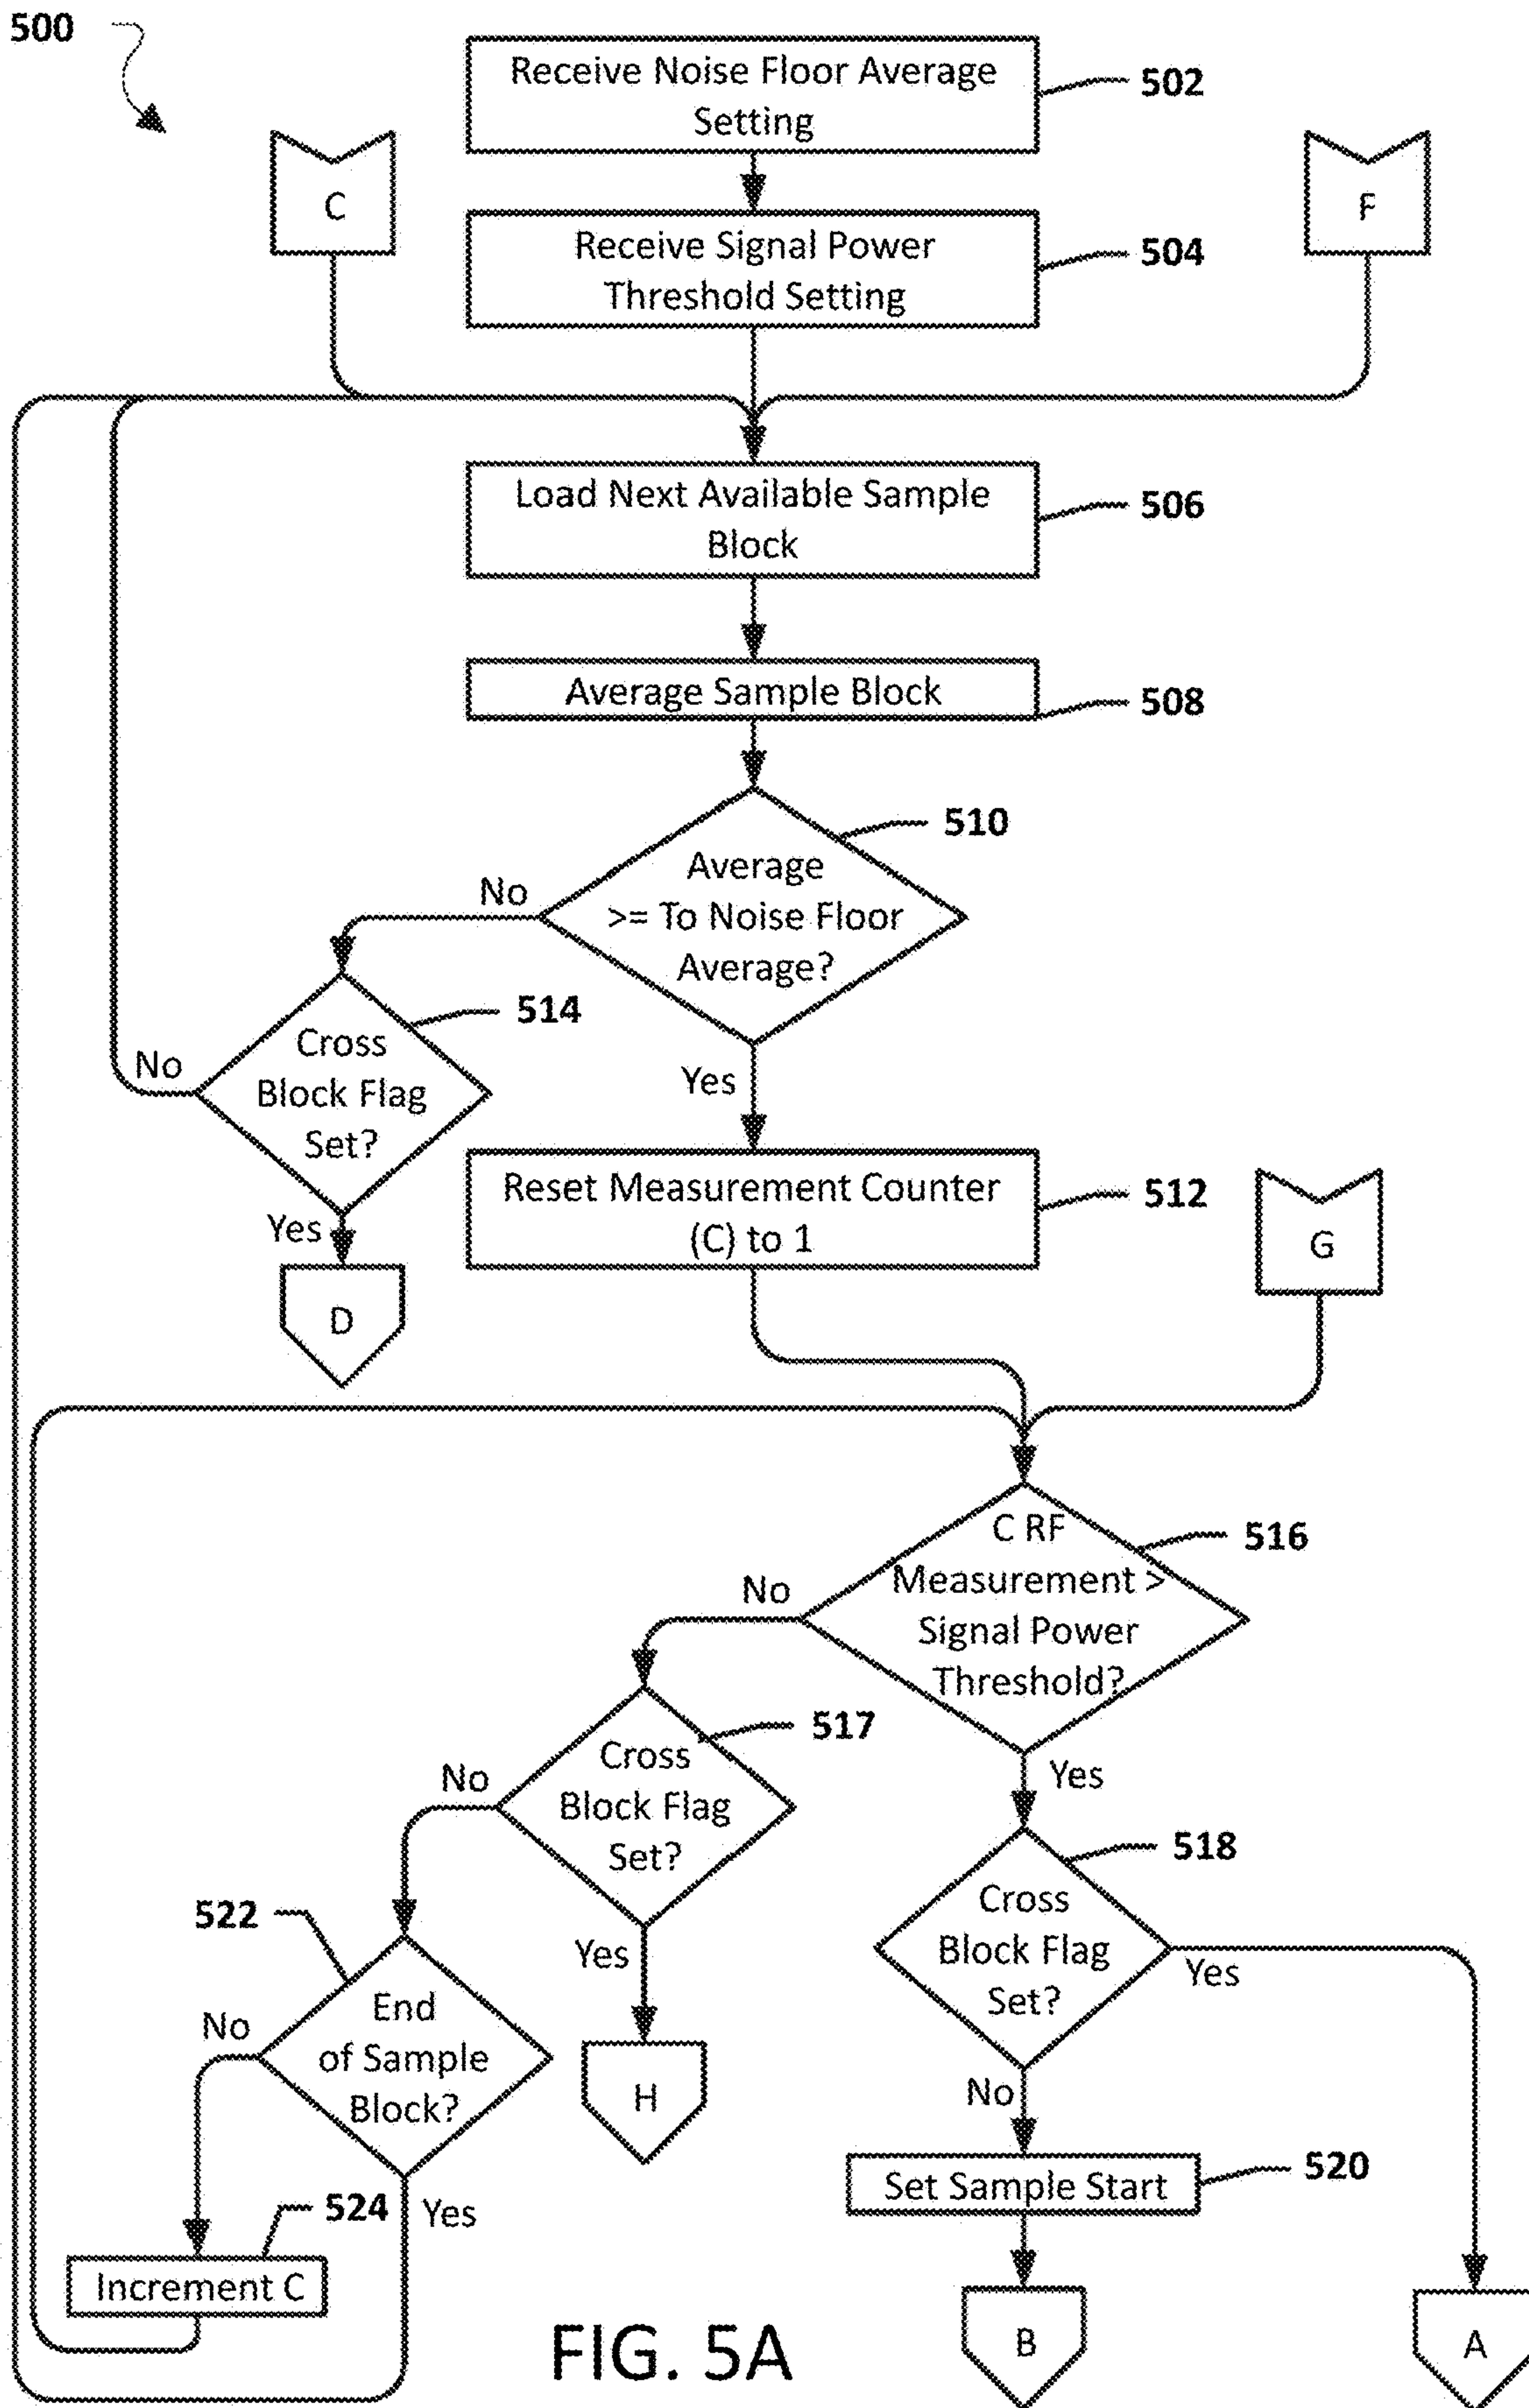 500
Receive Noise Floor Average
Setting
502
C
F
Receive Signal Power
Threshold Setting
504
Load Next Available Sample
Block
506
Average Sample Block
508
510
Average
>= To Noise Floor
Average?
No
514
Cross
Block Flag
Set?
No
Yes
Yes
D
Reset Measurement Counter
(C) to 1
512
G
C RF
Measurement >
Signal Power
Threshold?
516
No
Yes
517
Cross
Block Flag
Set?
No
Yes
518
Cross
Block Flag
Set?
Yes
No
522
End
of Sample
Block?
No
Yes
H
Set Sample Start
520
524
Increment C
B
A
FIG. 5A